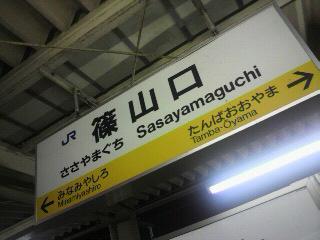 JR 篠山口
Sasayamaguchi
ささやまぐち
たんばおおやま
Tamba-Ōyama
みなみやしろ
Minamiyashiro